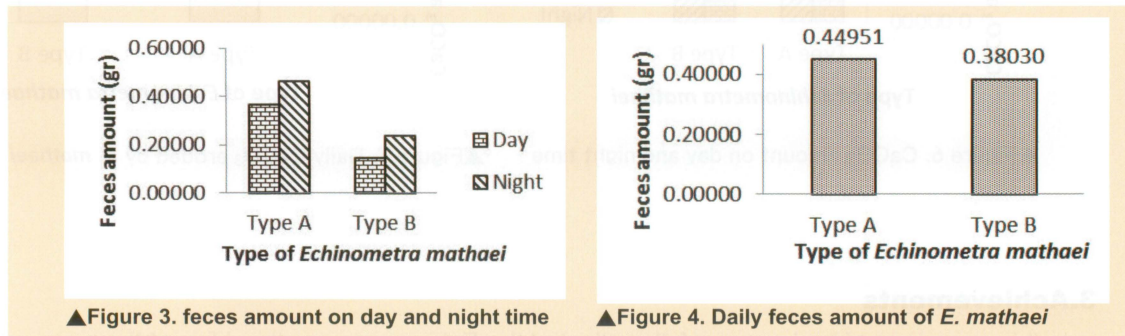 0.60000
0.40000
0.20000
0.00000
Feces amount (gr)
Type A Type B
Type of Echinometra mathaei
Day
Night
▲Figure 3. feces amount on day and night time
0.44951
0.38030
0.40000
0.20000
0.00000
Feces amount (gr)
Type A Type B
Type of Echinometra mathaei
▲Figure 4. Daily feces amount of E. mathaei